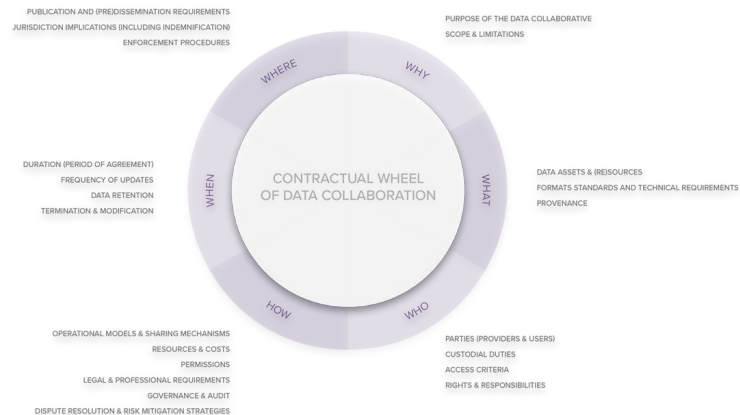 PUBLICATION AND (PRE)DISSEMINATION REQUIREMENTS
JURISDICTION IMPLICATIONS (INCLUDING INDEMNIFICATION)
ENFORCEMENT PROCEDURES
PURPOSE OF THE DATA COLLABORATIVE
SCOPE & LIMITATIONS
WHERE
WHY
DURATION (PERIOD OF AGREEMENT)
FREQUENCY OF UPDATES
DATA RETENTION
TERMINATION & MODIFICATION
WHEN
CONTRACTUAL WHEEL
OF DATA COLLABORATION
WHAT
DATA ASSETS & (RE)SOURCES
FORMATS STANDARDS AND TECHNICAL REQUIREMENTS
PROVENANCE
HOW
WHO
OPERATIONAL MODELS & SHARING MECHANISMS
RESOURCES & COSTS
PERMISSIONS
LEGAL & PROFESSIONAL REQUIREMENTS
GOVERNANCE & AUDIT
DISPUTE RESOLUTION & RISK MITIGATION STRATEGIES
PARTIES (PROVIDERS & USERS)
CUSTODIAL DUTIES
ACCESS CRITERIA
RIGHTS & RESPONSIBILITIES